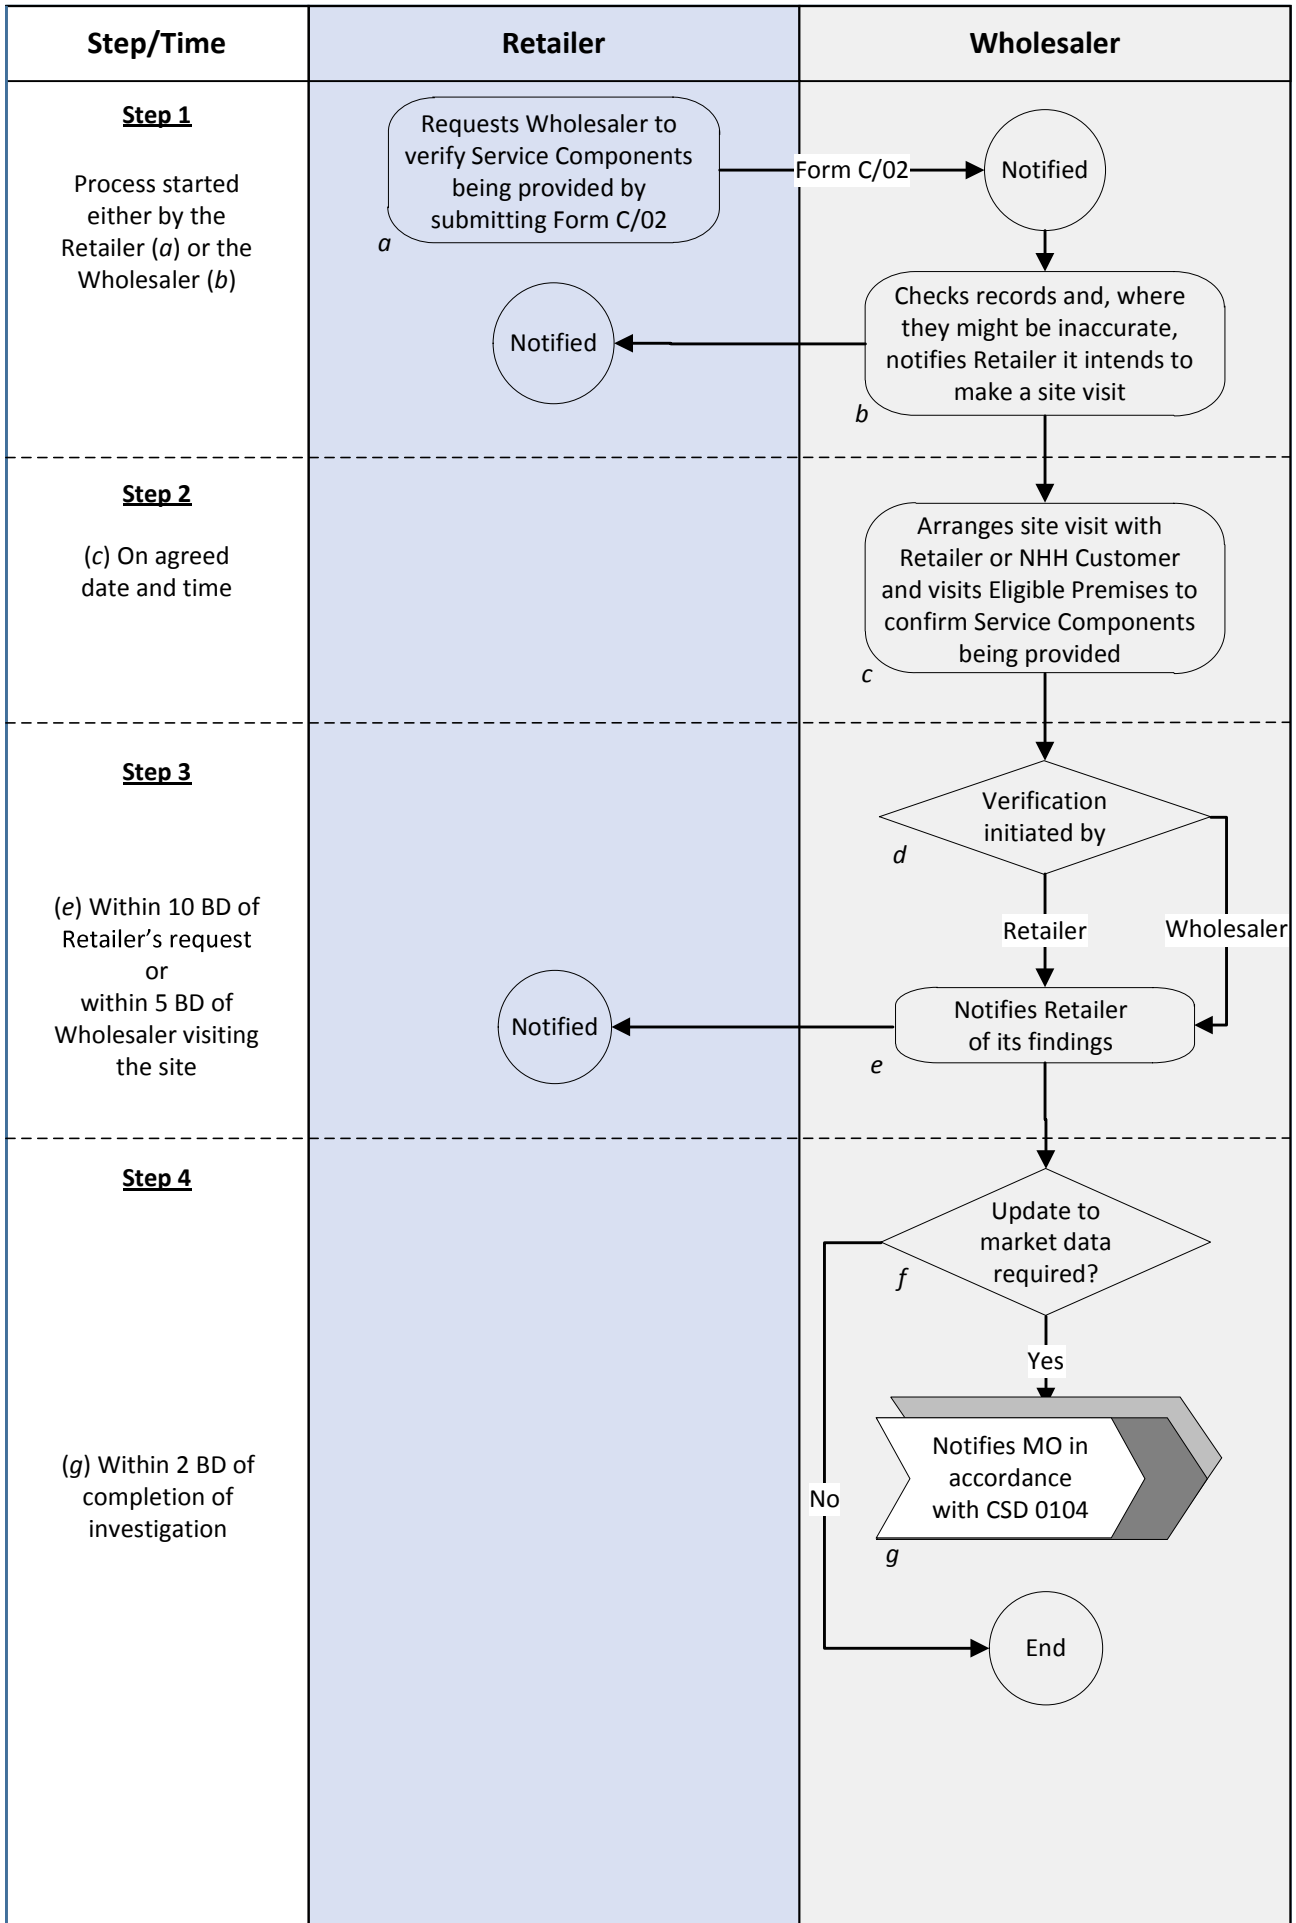 Step/Time
Retailer
Wholesaler
Step 1
Process started
either by the
Retailer (a) or the
Wholesaler (b)
Requests Wholesaler to
verify Service Components
being provided by
submitting Form C/02
a
Form C/02
Notified
Checks records and, where
they might be inaccurate,
notifies Retailer it intends to
make a site visit
b
Notified
Step 2
(c) On agreed
date and time
Arranges site visit with
Retailer or NHH Customer
and visits Eligible Premises to
confirm Service Components
being provided
c
Step 3
(e) Within 10 BD of
Retailer’s request
or
within 5 BD of
Wholesaler visiting
the site
Verification
initiated by
d
Retailer
Wholesaler
Notifies Retailer
of its findings
e
Notified
Step 4
(g) Within 2 BD of
completion of
investigation
Update to
market data
required?
f
Yes
No
Notifies MO in
accordance
with CSD 0104
g
End